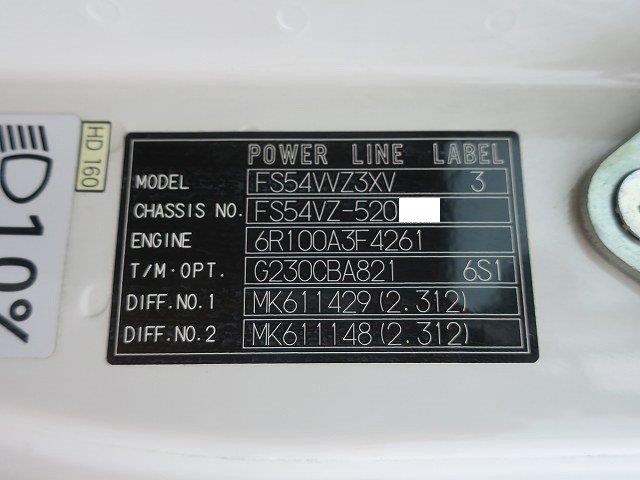 POWER LINE LABEL
MODEL FS54VVZ3XV 3
CHASSIS NO. FS54VZ-520
ENGINE 6R100A3F4261
T/M·OPT. G230CBA821 6S1
DIFF.NO.1 MK611429(2.312)
DIFF.NO.2 MK611148(2.312)
HD 160
10%